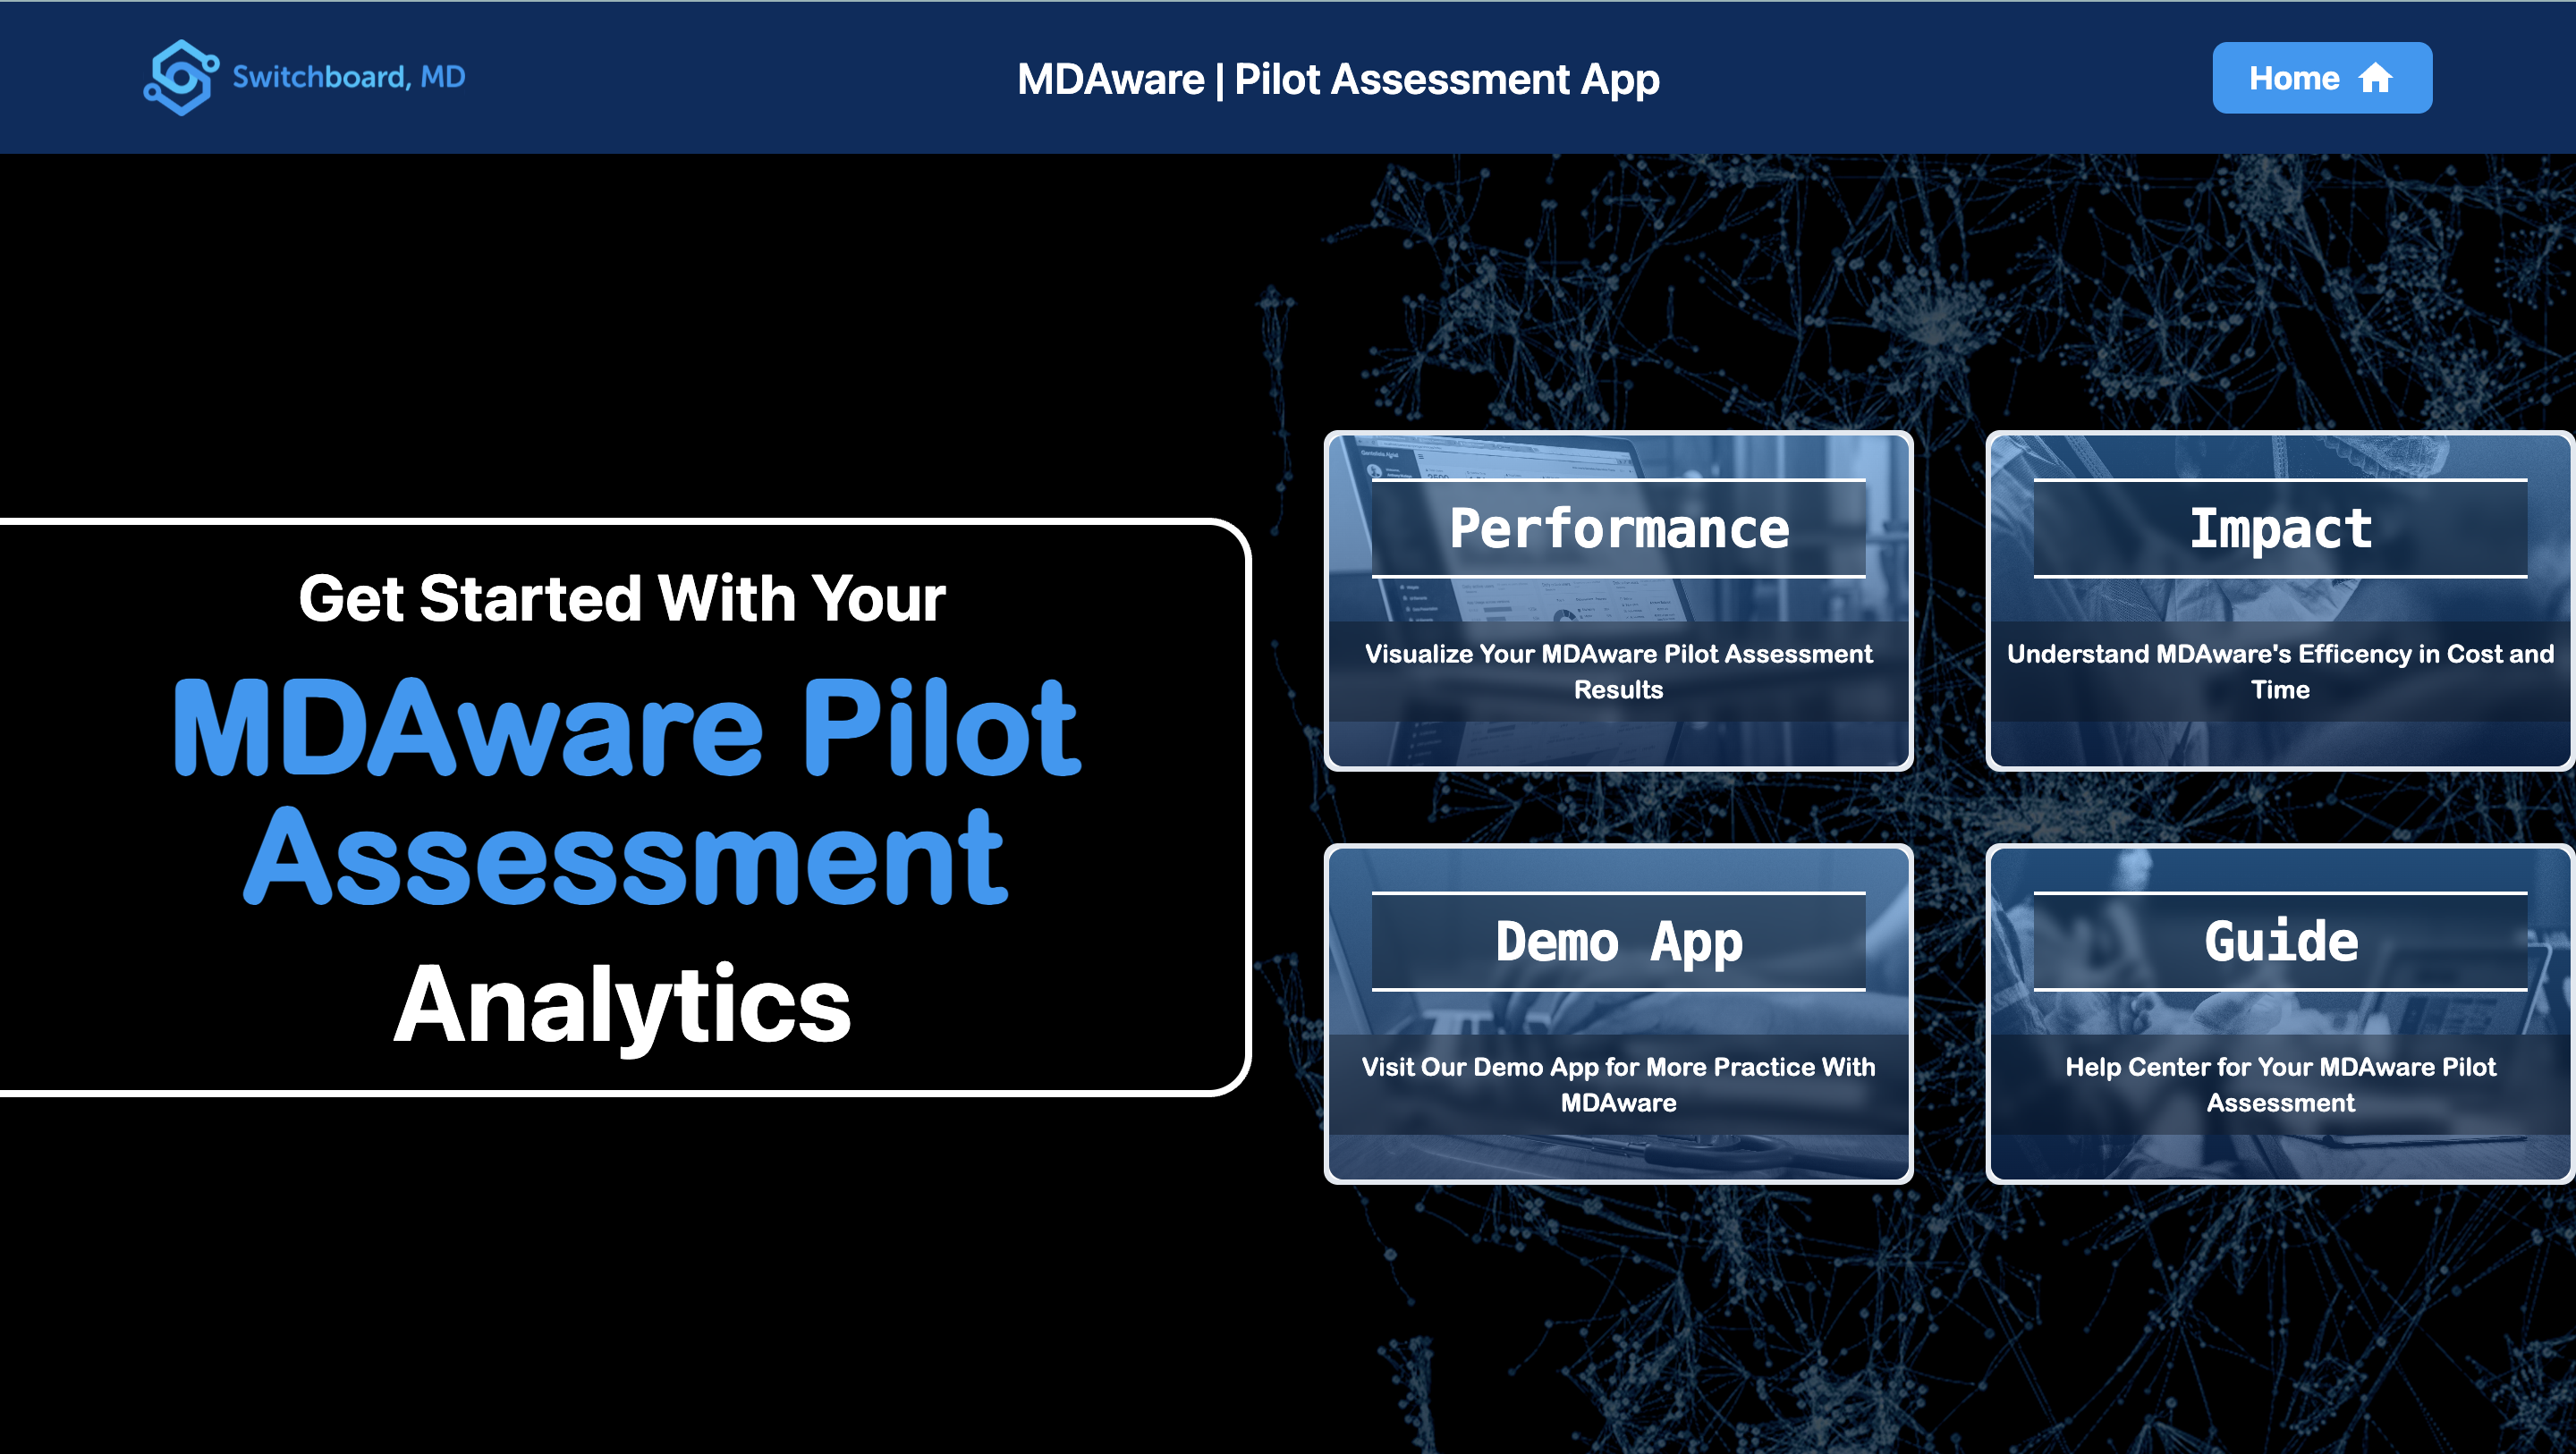 Switchboard, MD
MDAware | Pilot Assessment App
Home
Get Started With Your
MDAware Pilot
Assessment
Analytics
Performance
Visualize Your MDAware Pilot Assessment
Results
Impact
Understand MDAware's Efficency in Cost and
Time
Demo App
Visit Our Demo App for More Practice With
MDAware
Guide
Help Center for Your MDAware Pilot
Assessment